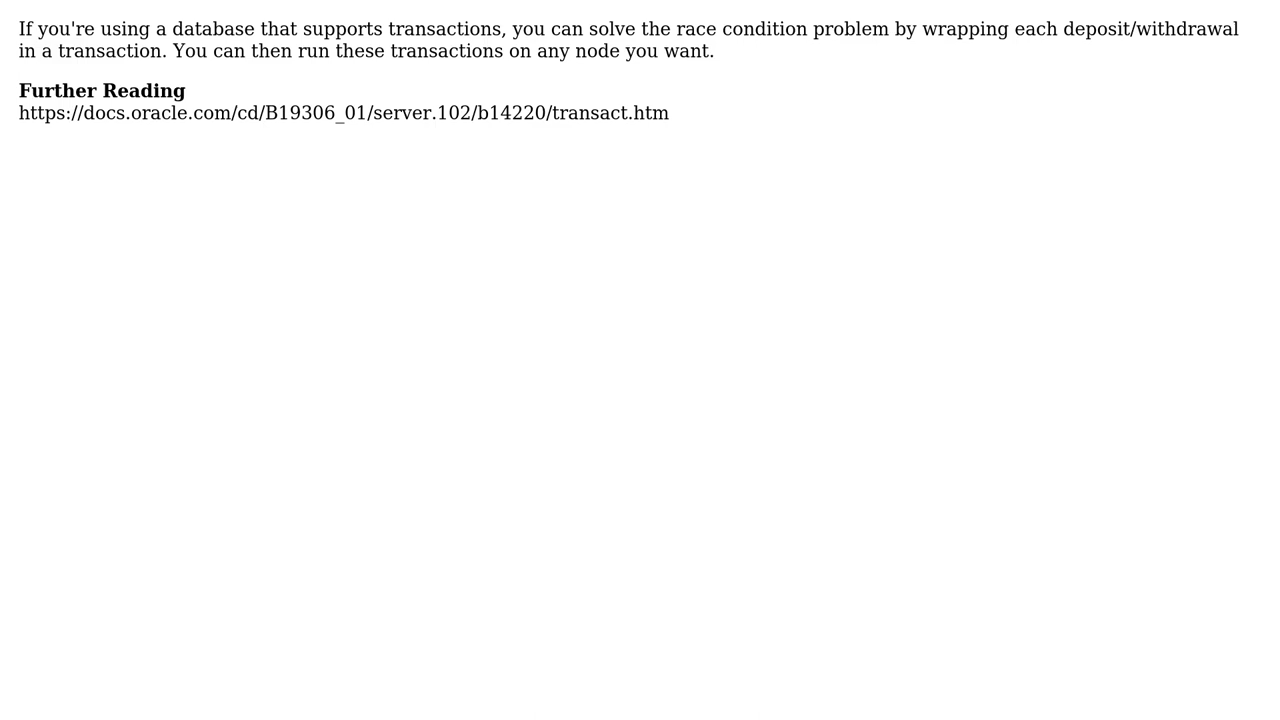 If you're using a database that supports transactions, you can solve the race condition problem by wrapping each deposit/withdrawal
in a transaction. You can then run these transactions on any node you want.
Further Reading
https://docs.oracle.com/cd/B19306_01/server.102/b14220/transact.htm